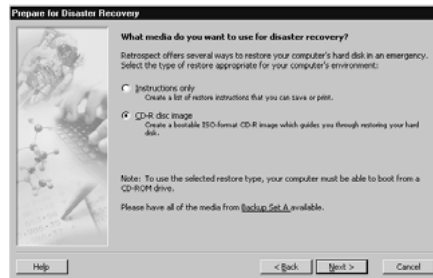 Prepare for Disaster Recovery
What media do you want to use for disaster recovery?
Retrospect offers several ways to restore your computer's hard disk in an emergency.
Select the type of restore appropriate for your computer's environment:
Instructions only
Create a list of restore instructions that you can save or print.
CD-R disc image
Create a bootable ISO-format CD-R image which guides you through restoring your hard
disk.
Note: To use the selected restore type, your computer must be able to boot from a
CD-ROM drive.
Please have all of the media from Backup Set A available.
Help
< Back
Next >
Cancel